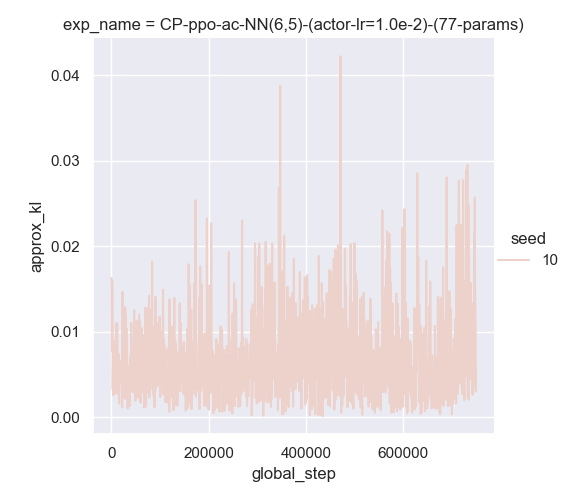 exp_name = CP-ppo-ac-NN(6,5)-(actor-lr=1.0e-2)-(77-params)
0.04
0.03
0.02
0.01
0.00
approx_kl
0
200000
400000
600000
global_step
seed
10